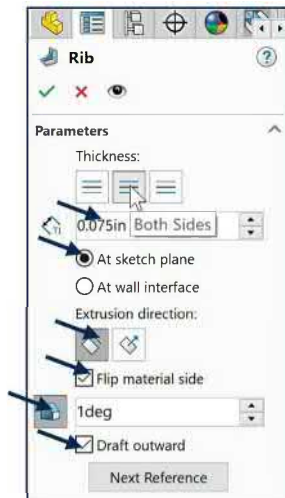 Rib
?
Parameters
Thickness:
T1
0.075in Both Sides
At sketch plane
At wall interface
Extrusion direction:
Flip material side
1deg
Draft outward
Next Reference